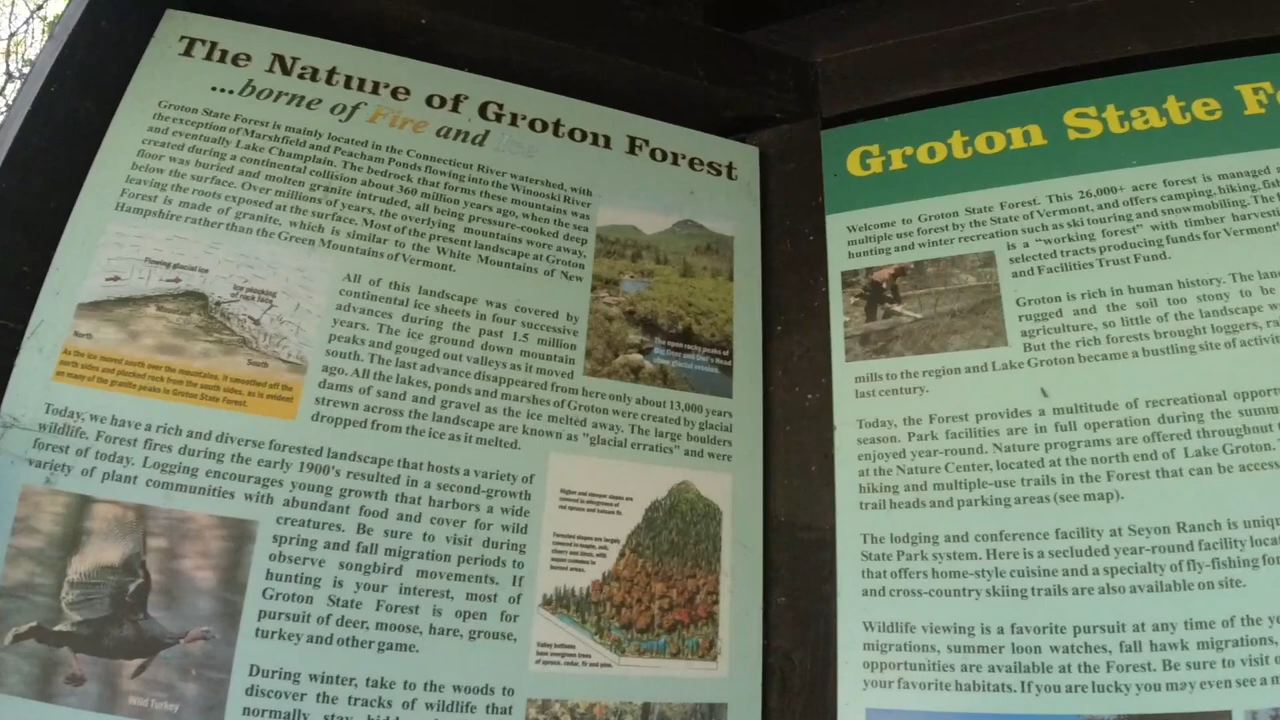 The Nature of Groton Forest
...borne of Fire and Ice
Groton State Forest is mainly located in the Connecticut River watershed, with
the exception of Marshfield and Peacham Ponds flowing into the Winooski River
and eventually Lake Champlain. The bedrock that forms these mountains was
created during a continental collision about 360 million years ago, when the sea
floor was buried and molten granite intruded, all being pressure-cooked deep
below the surface. Over millions of years, the overlying mountains wore away,
leaving the roots exposed at the surface. Most of the present landscape at Groton
Forest is made of granite, which is similar to the White Mountains of New
Hampshire rather than the Green Mountains of Vermont.
Flowing glacial ice
Ice plucking
of rock face
North
South
As the ice moved south over the mountains, it smoothed off the
north sides and plucked rock from the south sides, as is evident
on many of the granite peaks in Groton State Forest.
All of this landscape was covered by
continental ice sheets in four successive
advances during the past 1.5 million
years. The ice ground down mountain
peaks and gouged out valleys as it moved
south. The last advance disappeared from here only about 13,000 years
ago. All the lakes, ponds and marshes of Groton were created by glacial
dams of sand and gravel as the ice melted away. The large boulders
strewn across the landscape are known as "glacial erratics" and were
dropped from the ice as it melted.
The open rocky peaks of
Big Deer and Owl's Head
show glacial erosion.
Today, we have a rich and diverse forested landscape that hosts a variety of
wildlife. Forest fires during the early 1900's resulted in a second-growth
forest of today. Logging encourages young growth that harbors a wide
variety of plant communities with abundant food and cover for wild
creatures. Be sure to visit during
spring and fall migration periods to
observe songbird movements. If
hunting is your interest, most of
Groton State Forest is open for
pursuit of deer, moose, hare, grouse,
turkey and other game.
Wild Turkey
Higher and steeper slopes are
covered in evergreens of
red spruce and balsam fir.
Forested slopes are largely
covered in maple, ash,
cherry and birch, with
burned areas.
Valley bottoms
have evergreen trees
of spruce, cedar, fir and pine.
During winter, take to the woods to
discover the tracks of wildlife that
normally stay
Groton State
Welcome to Groton State Forest. This 26,000+ acre forest is managed
multiple use forest by the State of Vermont, and offers camping, hiking,
hunting and winter recreation such as ski touring and snowmobiling. The
is a "working forest" with timber
selected tracts producing funds for Vermont's
and Facilities Trust Fund.
Groton is rich in human history. The
rugged and the soil too stony to be
agriculture, so little of the landscape
But the rich forests brought loggers,
mills to the region and Lake Groton became a bustling site of
last century.
Today, the Forest provides a multitude of recreational
season. Park facilities are in full operation during the
enjoyed year-round. Nature programs are offered throughout
at the Nature Center, located at the north end of Lake Groton.
hiking and multiple-use trails in the Forest that can be
trail heads and parking areas (see map).
The lodging and conference facility at Seyon Ranch is
State Park system. Here is a secluded year-round facility
that offers home-style cuisine and a specialty of fly-fishing
and cross-country skiing trails are also available on site.
Wildlife viewing is a favorite pursuit at any time of the
migrations, summer loon watches, fall hawk migrations,
opportunities are available at the Forest. Be sure to visit
your favorite habitats. If you are lucky you may even see a